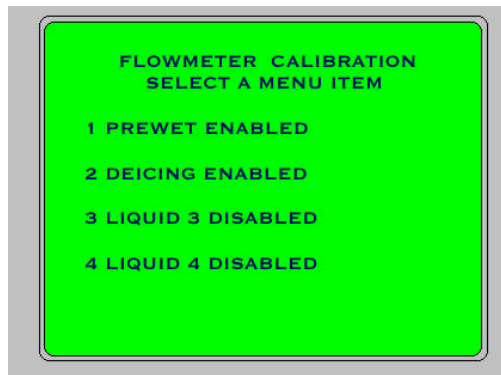 FLOWMETER CALIBRATION
SELECT A MENU ITEM
1 PREWET ENABLED
2 DEICING ENABLED
3 LIQUID 3 DISABLED
4 LIQUID 4 DISABLED